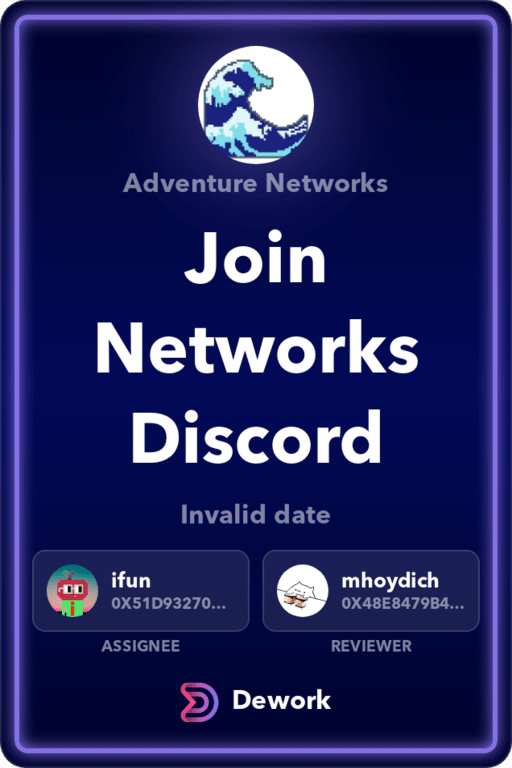 Adventure Networks
Join
Networks
Discord
Invalid date
ifun
0X51D93270...
mhoydich
0X48E8479B4...
ASSIGNEE
REVIEWER
Dework